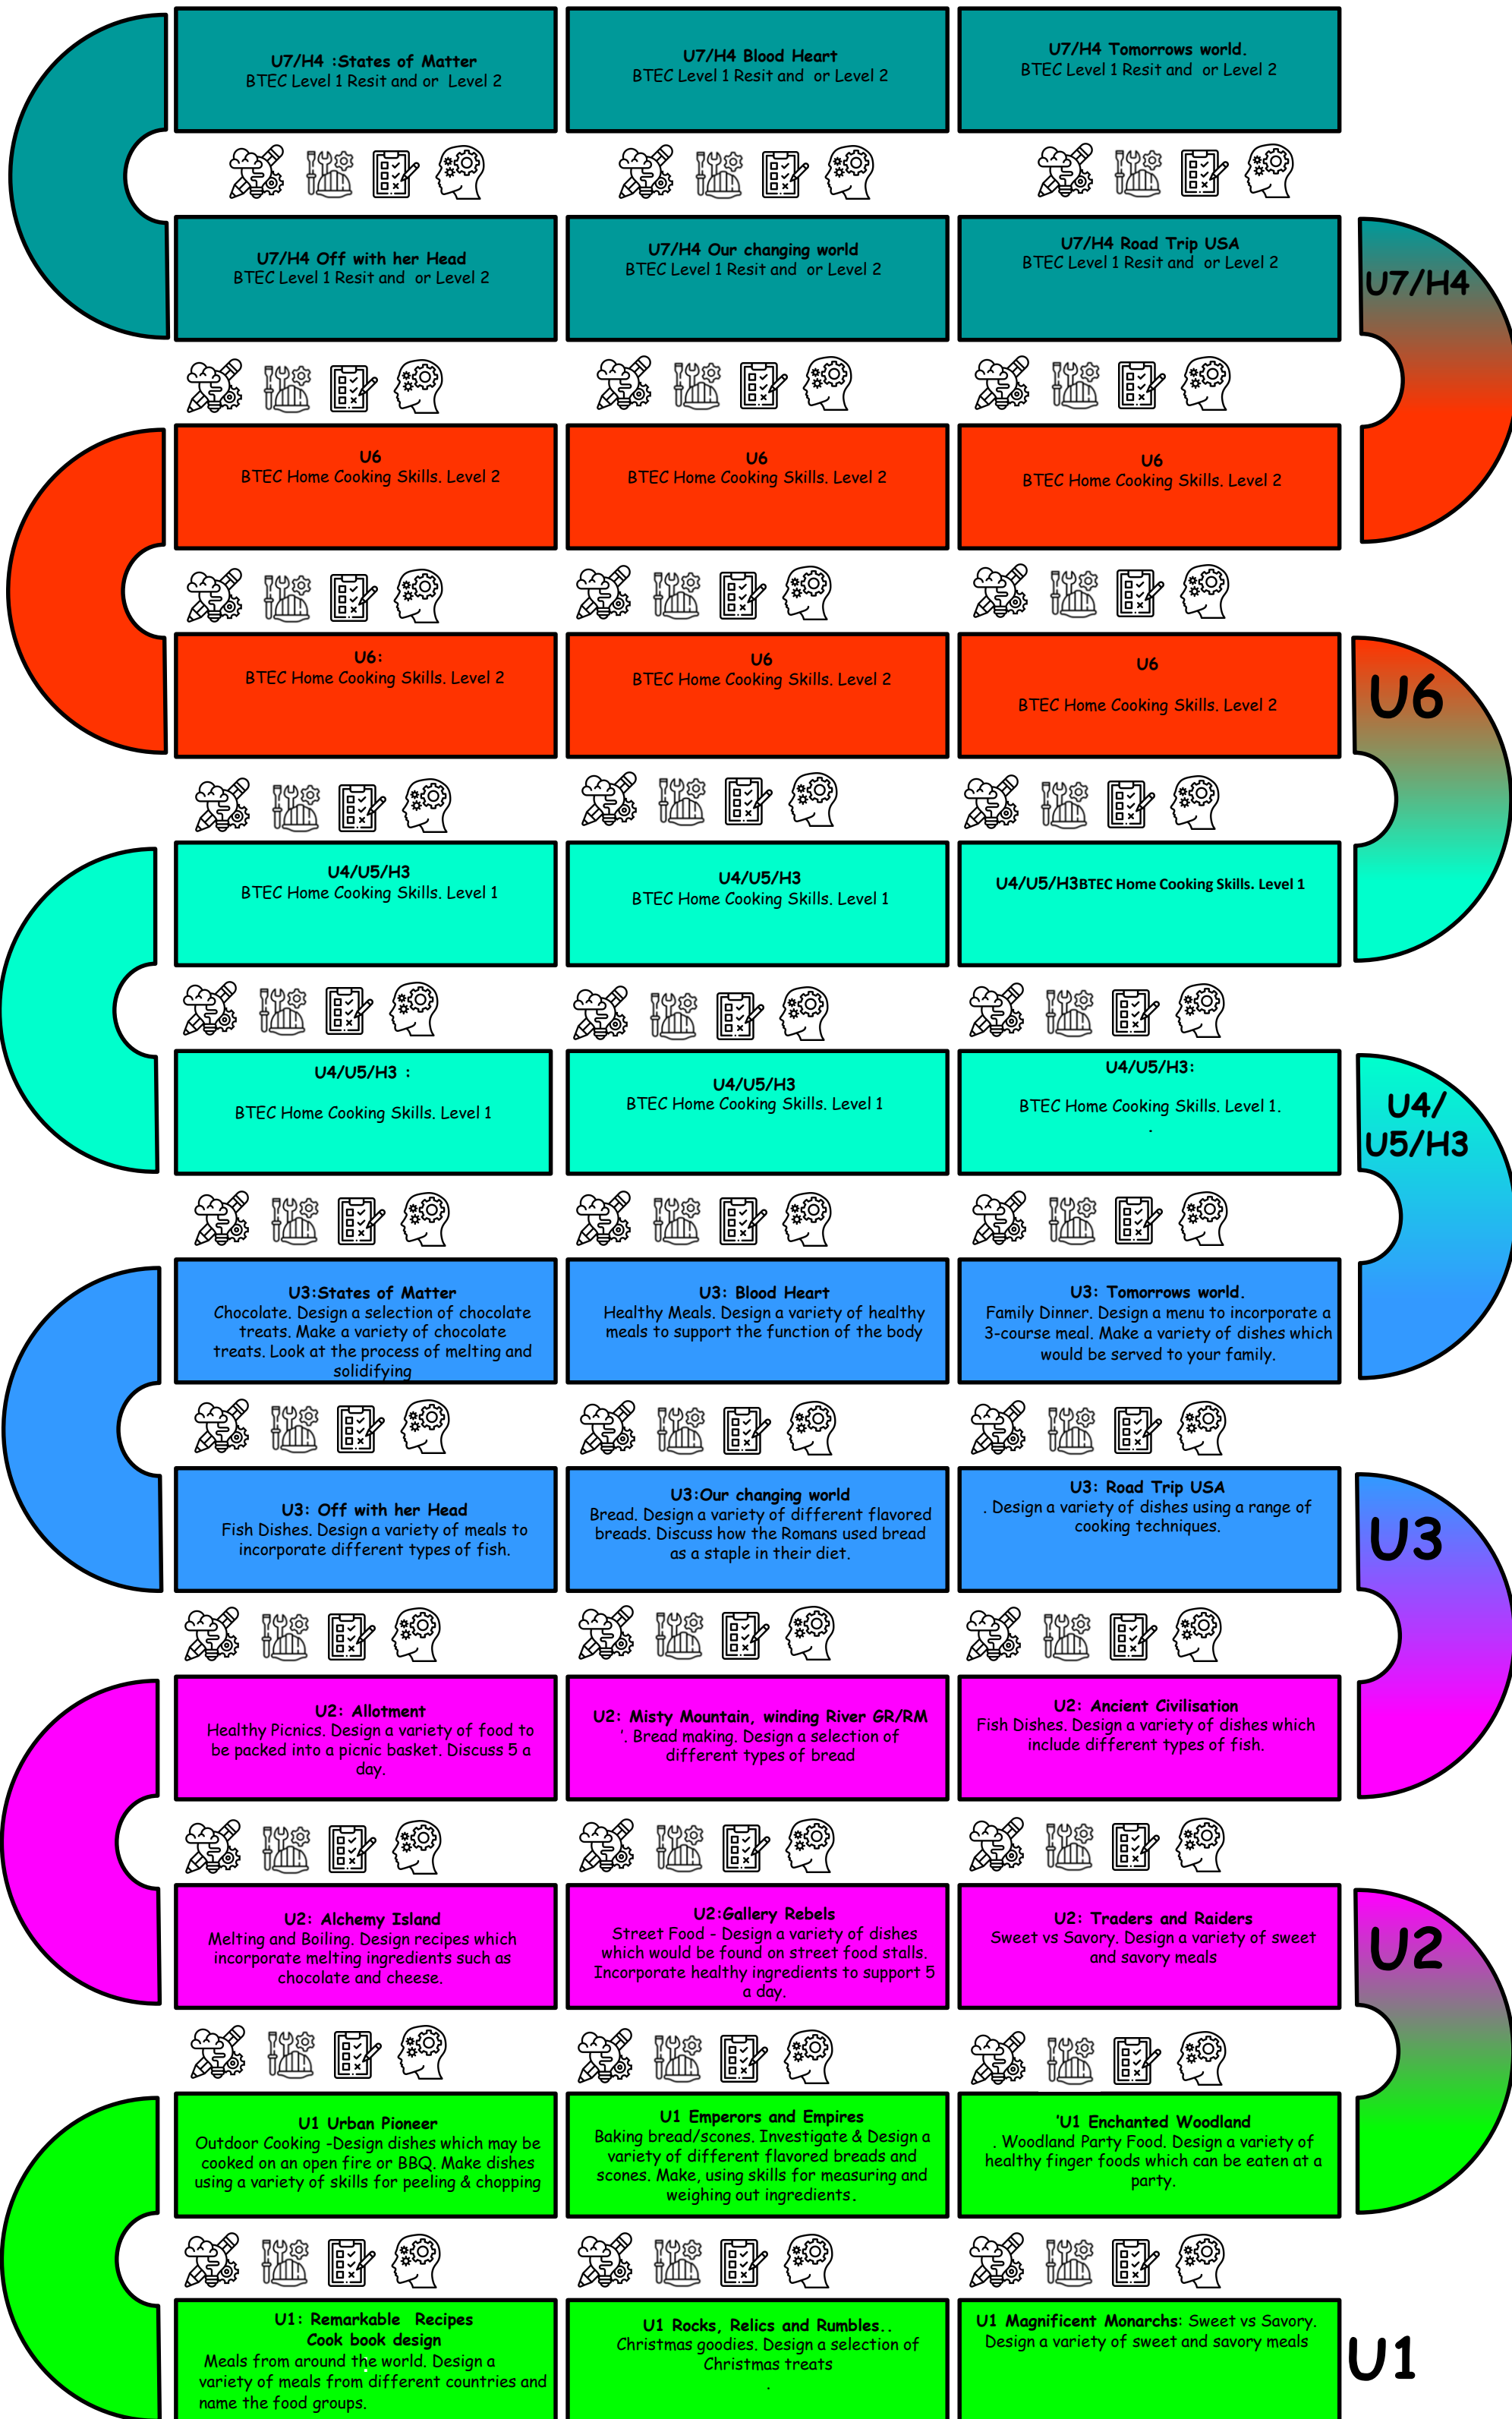 U7/H4 :States of Matter
BTEC Level 1 Resit and or  Level 2
U7/H4 Blood Heart
BTEC Level 1 Resit and  or Level 2
U7/H4 Tomorrows world.
BTEC Level 1 Resit and  or Level 2
U7/H4 Off with her Head
BTEC Level 1 Resit and  or Level 2
U7/H4 Our changing world
BTEC Level 1 Resit and  or Level 2
U7/H4 Road Trip USA
BTEC Level 1 Resit and  or Level 2
U7/H4
U6
BTEC Home Cooking Skills. Level 2
U6
BTEC Home Cooking Skills. Level 2
U6
BTEC Home Cooking Skills. Level 2
U6:
BTEC Home Cooking Skills. Level 2
U6
BTEC Home Cooking Skills. Level 2
U6
BTEC Home Cooking Skills. Level 2
U6
U4/U5/H3
BTEC Home Cooking Skills. Level 1
U4/U5/H3
BTEC Home Cooking Skills. Level 1
U4/U5/H3BTEC Home Cooking Skills. Level 1
U4/U5/H3 :
BTEC Home Cooking Skills. Level 1
U4/U5/H3
BTEC Home Cooking Skills. Level 1
U4/U5/H3:
BTEC Home Cooking Skills. Level 1.
.
U4/
U5/H3
U3:States of Matter
Chocolate. Design a selection of chocolate
treats. Make a variety of chocolate
treats. Look at the process of melting and
solidifying
U3: Blood Heart
Healthy Meals. Design a variety of healthy
meals to support the function of the body
U3: Tomorrows world.
Family Dinner. Design a menu to incorporate a
3-course meal. Make a variety of dishes which
would be served to your family.
U3: Off with her Head
Fish Dishes. Design a variety of meals to
incorporate different types of fish.
U3:Our changing world
Bread. Design a variety of different flavored
breads. Discuss how the Romans used bread
as a staple in their diet.
U3: Road Trip USA
. Design a variety of dishes using a range of
cooking techniques.
U3
U2: Allotment
Healthy Picnics. Design a variety of food to
be packed into a picnic basket. Discuss 5 a
day.
U2: Misty Mountain, winding River GR/RM
'. Bread making. Design a selection of
different types of bread
U2: Ancient Civilisation
Fish Dishes. Design a variety of dishes which
include different types of fish.
U2: Alchemy Island
Melting and Boiling. Design recipes which
incorporate melting ingredients such as
chocolate and cheese.
U2:Gallery Rebels
Street Food - Design a variety of dishes
which would be found on street food stalls.
Incorporate healthy ingredients to support 5
a day.
U2: Traders and Raiders
Sweet vs Savory. Design a variety of sweet
and savory meals
U2
U1 Urban Pioneer
Outdoor Cooking -Design dishes which may be
cooked on an open fire or BBQ. Make dishes
using a variety of skills for peeling & chopping
U1 Emperors and Empires
Baking bread/scones. Investigate & Design a
variety of different flavored breads and
scones. Make, using skills for measuring and
weighing out ingredients.
'U1 Enchanted Woodland
. Woodland Party Food. Design a variety of
healthy finger foods which can be eaten at a
party.
U1: Remarkable  Recipes
Cook book design
Meals from around the world. Design a
variety of meals from different countries and
name the food groups.
U1 Rocks, Relics and Rumbles..
Christmas goodies. Design a selection of
Christmas treats
.
U1 Magnificent Monarchs: Sweet vs Savory.
Design a variety of sweet and savory meals
U1